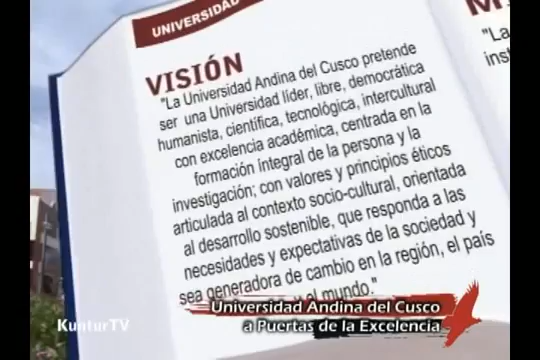 UNIVERSIDAD
VISIÓN
"La Universidad Andina del Cusco pretende
ser una Universidad líder, libre, democrática
humanista, científica, tecnológica, intercultural
con excelencia académica, centrada en la
formación integral de la persona y la
investigación; con valores y principios éticos
articulada al contexto socio-cultural, orientada
al desarrollo sostenible, que responda a las
necesidades y expectativas de la sociedad y
sea generadora de cambio en la región, el país
y el mundo."
"La
Universidad Andina del Cusco
a Puertas de la Excelencia
KunturTV